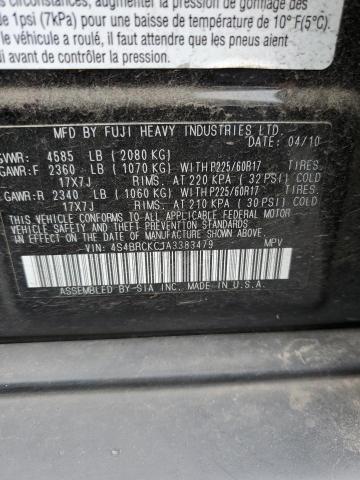 circonstances, augmenter la pression de gonflage des
de 1psi (7kPa) pour une baisse de température de 10°F(5°C).
le véhicule a roulé, il faut attendre que les pneus aient
di avant de contrôler la pression.
MFD BY FUJI HEAVY INDUSTRIES LTD.
DATE: 04/10
GVWR: 4585 LB (2080 KG)
GAWR:F 2360 LB (1070 KG) WITH P225/60R17 TIRES.
17X7J RIMS. AT 220 KPA (32 PSI) COLD
GAWR:R 2340 LB (1060 KG) WITH P225/60R17 TIRES.
17X7J RIMS. AT 210 KPA (30 PSI) COLD
THIS VEHICLE CONFORMS TO ALL APPLICABLE
FEDERAL MOTOR VEHICLE SAFETY, BUMPER, AND THEFT
PREVENTION STANDARDS IN EFFECT ON THE DATE OF
MANUFACTURE SHOWN ABOVE.
VIN: 4S4BRCKCJA3383479 MPV
ASSEMBLED BY SIA INC. MADE IN U.S.A.